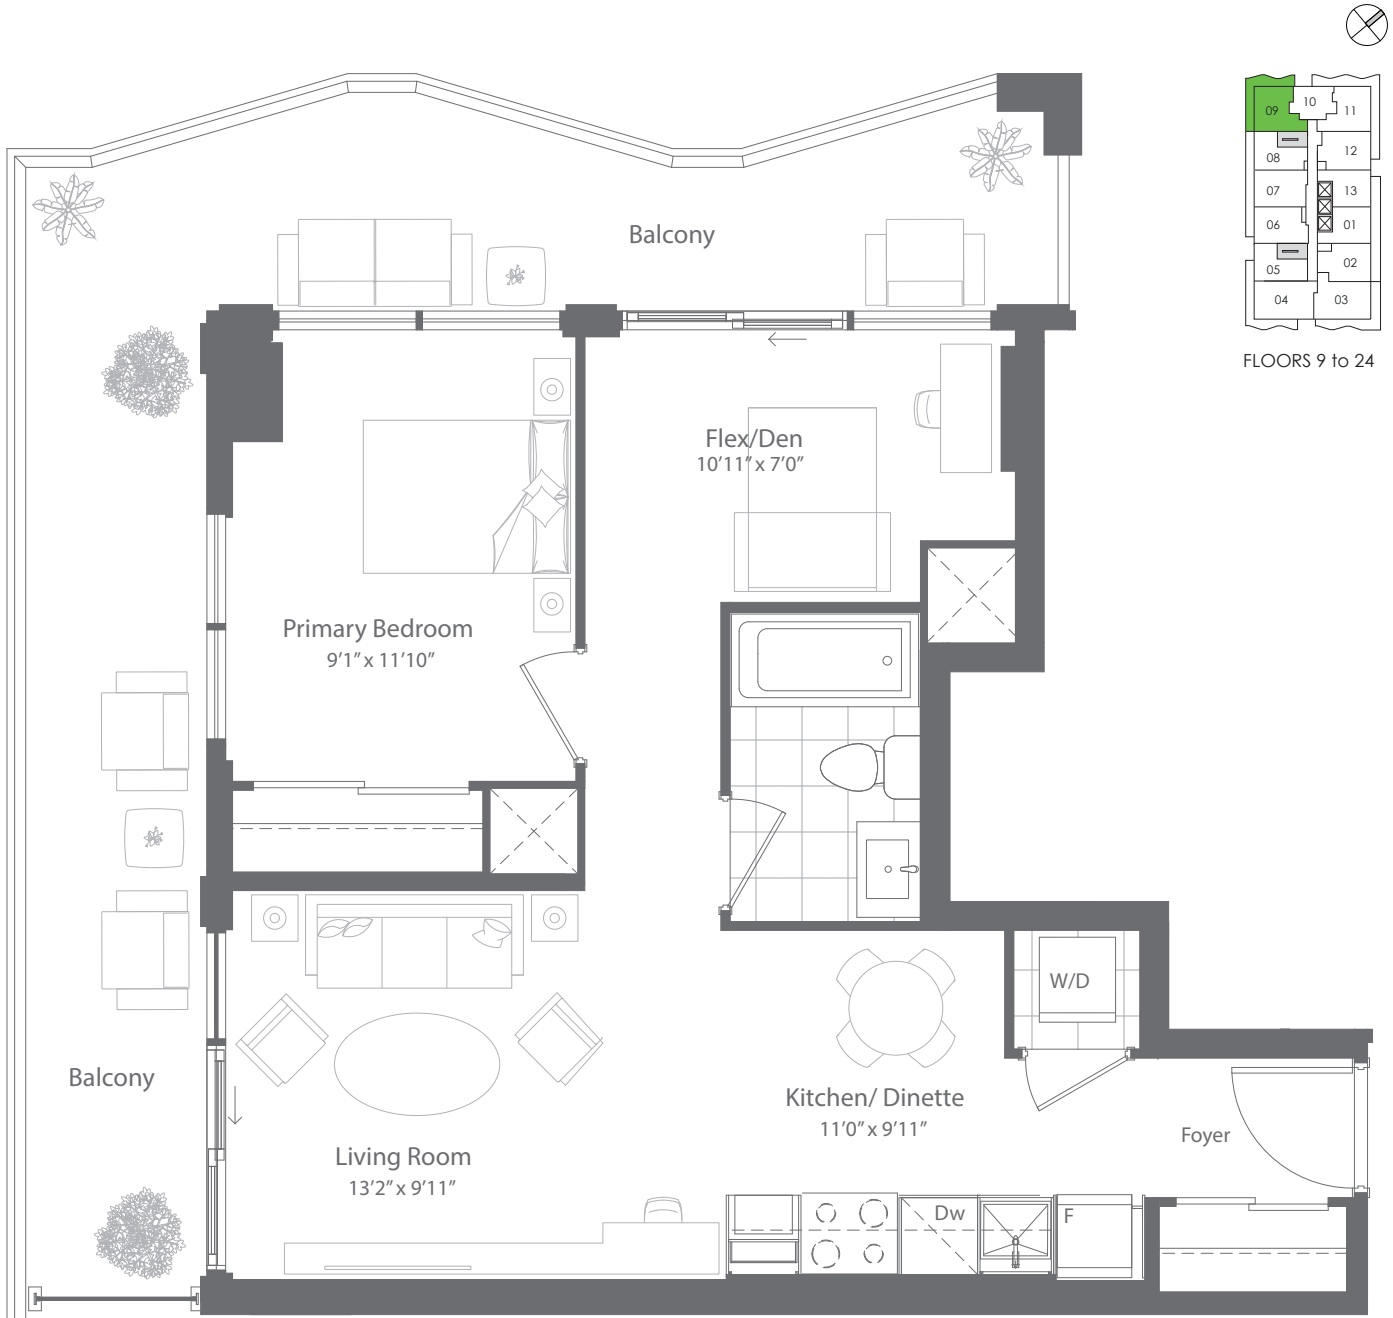 09
10
11
08
12
07
13
06
01
05
02
04
03
FLOORS 9 to 24
Balcony
Flex/Den
10'11" x 7'0"
Primary Bedroom
9'1" x 11'10"
W/D
Balcony
Kitchen/ Dinette
11'0" x 9'11"
Foyer
Living Room
13'2" x 9'11"
Dw
F